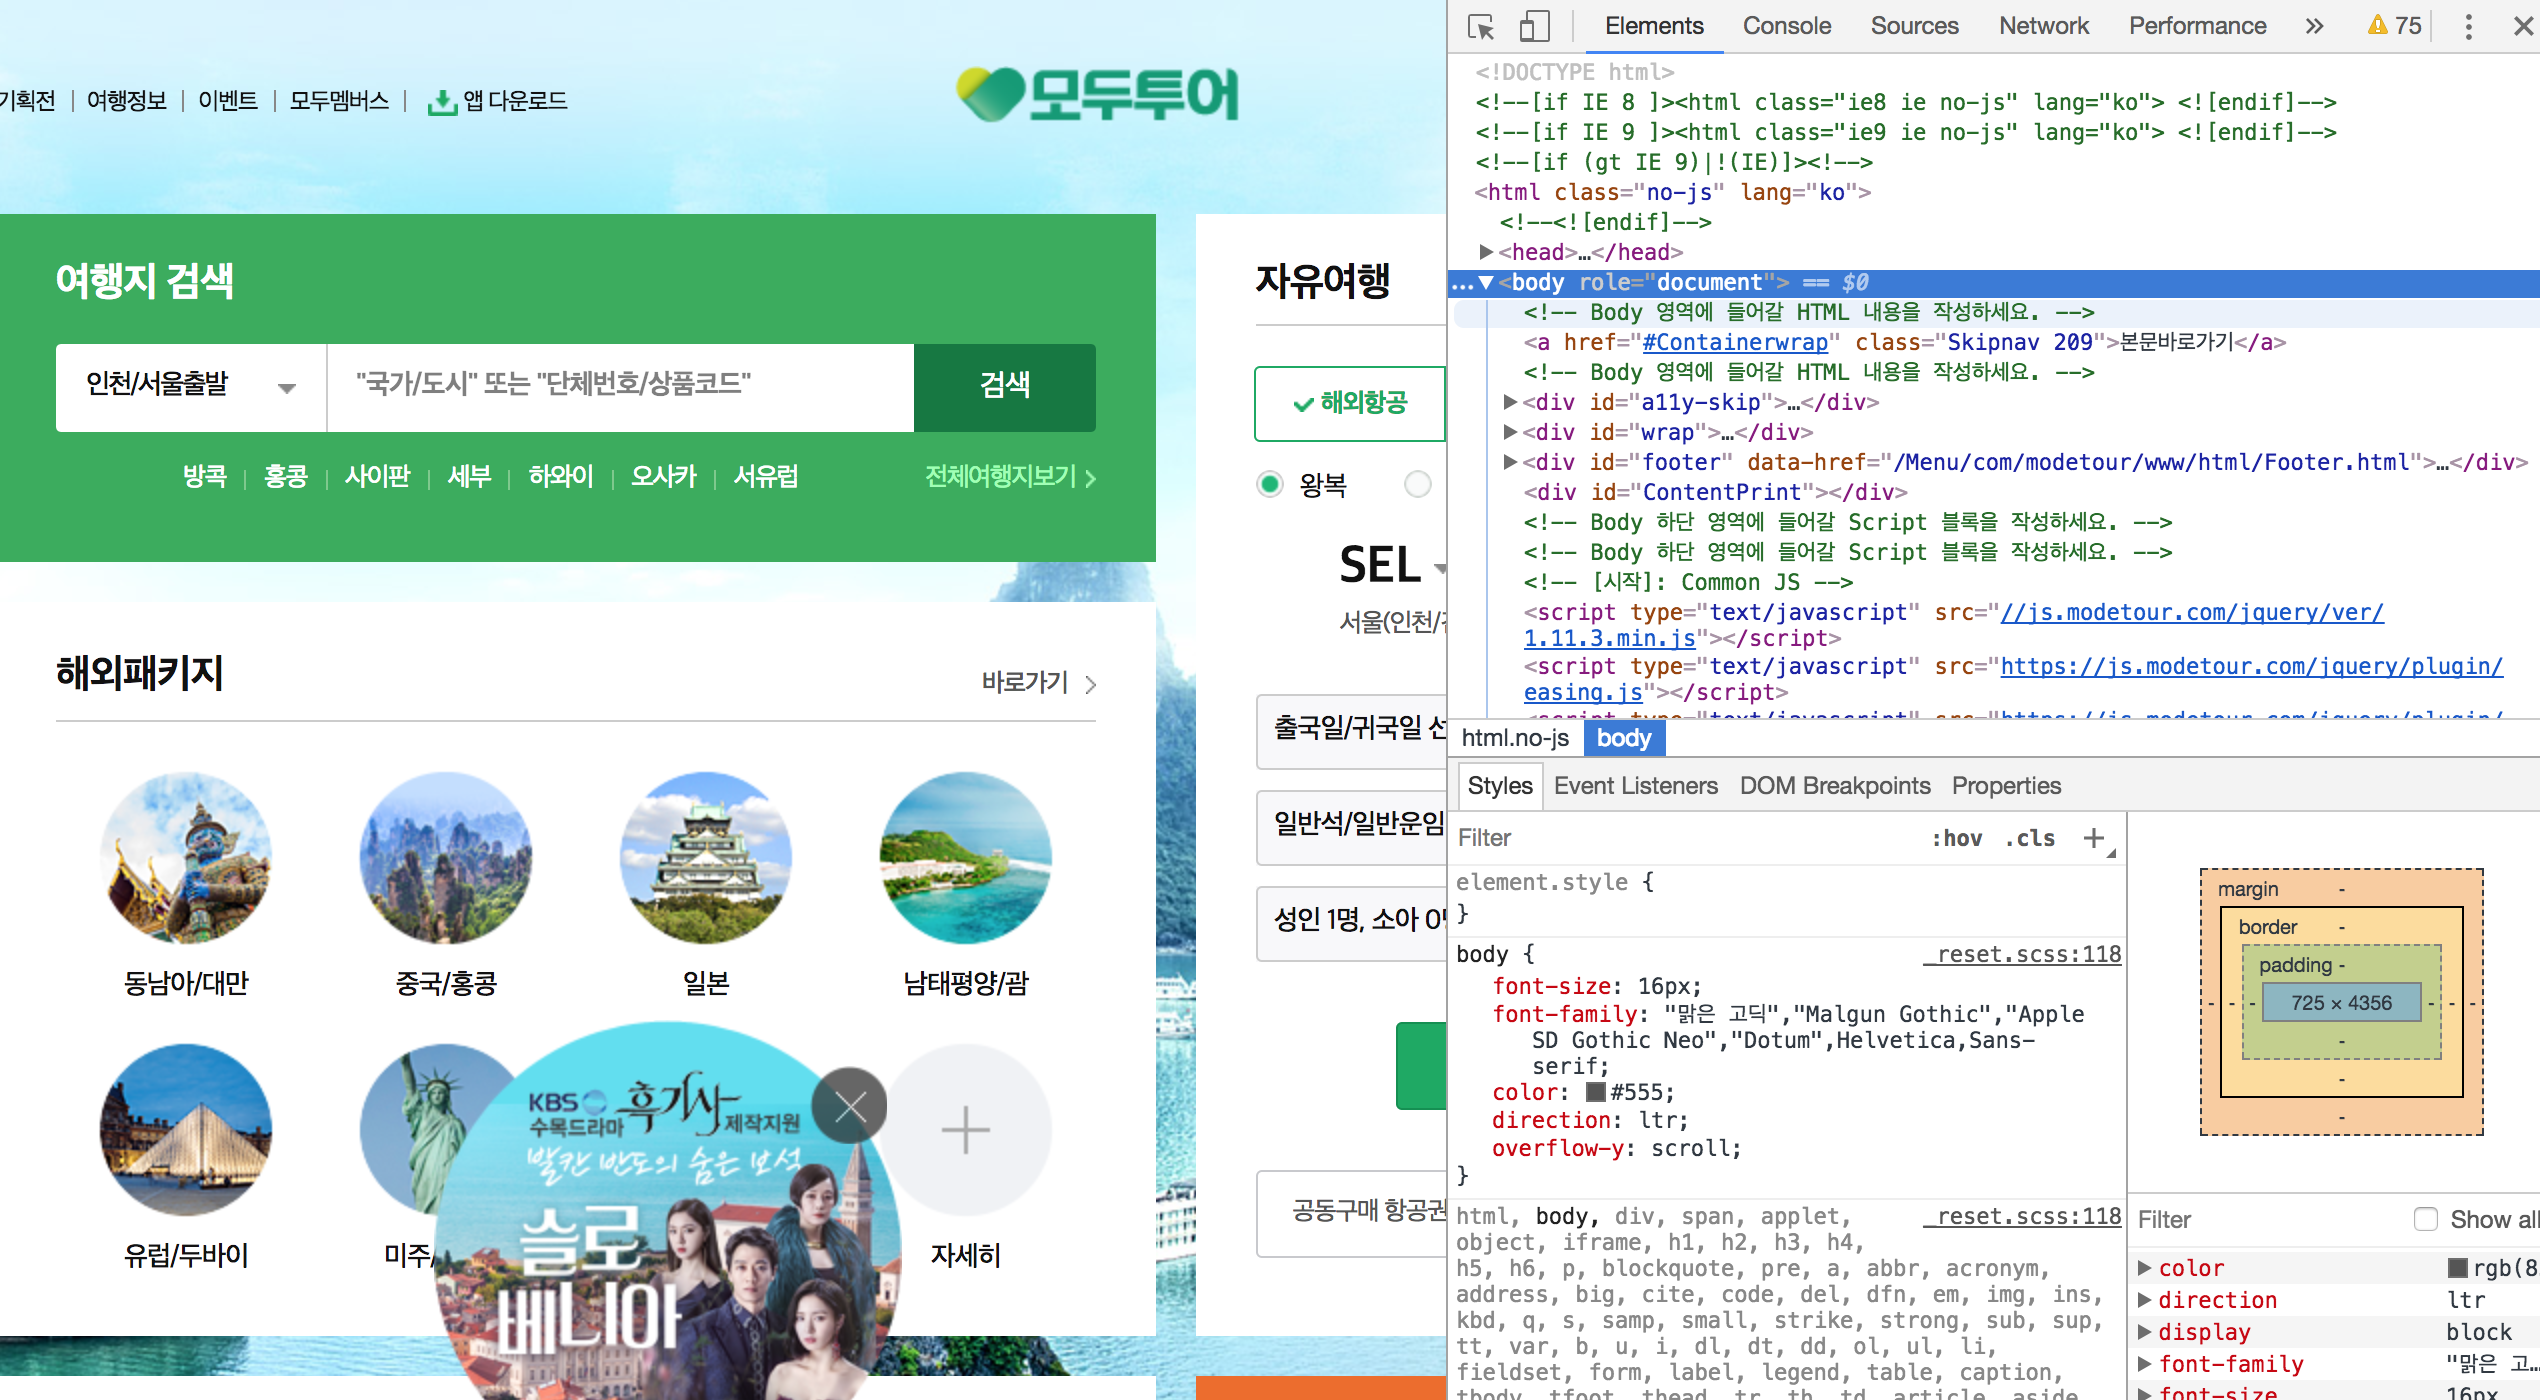 기획전 여행정보 이벤트 모두멤버스 앱 다운로드
모두투어
여행지 검색
인천/서울출발 "국가/도시" 또는 "단체번호/상품코드" 검색
방콕 홍콩 사이판 세부 하와이 오사카 서유럽 전체여행지보기
해외패키지 바로가기
동남아/대만 중국/홍콩 일본 남태평양/괌
유럽/두바이 미주/ 자세히
KBS 흑기사 제작지원
수목드라마
발칸 반도의 숨은 보석
슬로
베니아
자유여행
해외항공
왕복
SEL
서울(인천/
출국일/귀국일 선
일반석/일반운임
성인 1명, 소아 0
공동구매 항공권
Elements Console Sources Network Performance » 75
<!DOCTYPE html>
<!--[if IE 8 ]><html class="ie8 ie no-js" lang="ko"> <![endif]-->
<!--[if IE 9 ]><html class="ie9 ie no-js" lang="ko"> <![endif]-->
<!--[if (gt IE 9)|!(IE)]><!-->
<html class="no-js" lang="ko">
<!--<![endif]-->
<head>…</head>
…<body role="document"> == $0
<!-- Body 영역에 들어갈 HTML 내용을 작성하세요. -->
<a href="#Containerwrap" class="Skipnav 209">본문바로가기</a>
<!-- Body 영역에 들어갈 HTML 내용을 작성하세요. -->
<div id="a11y-skip">…</div>
<div id="wrap">…</div>
<div id="footer" data-href="/Menu/com/modetour/www/html/Footer.html">…</div>
<div id="ContentPrint"></div>
<!-- Body 하단 영역에 들어갈 Script 블록을 작성하세요. -->
<!-- Body 하단 영역에 들어갈 Script 블록을 작성하세요. -->
<!-- [시작]: Common JS -->
<script type="text/javascript" src="//js.modetour.com/jquery/ver/
1.11.3.min.js"></script>
<script type="text/javascript" src="https://js.modetour.com/jquery/plugin/
easing.js"></script>
<script type="text/javascript" src="https://js.modetour.com/jquery/plugin/
html.no-js body
Styles Event Listeners DOM Breakpoints Properties
Filter :hov .cls +
element.style {
}
body { _reset.scss:118
font-size: 16px;
font-family: "맑은 고딕","Malgun Gothic","Apple
SD Gothic Neo","Dotum",Helvetica,Sans-
serif;
color: #555;
direction: ltr;
overflow-y: scroll;
}
html, body, div, span, applet, _reset.scss:118
object, iframe, h1, h2, h3, h4,
h5, h6, p, blockquote, pre, a, abbr, acronym,
address, big, cite, code, del, dfn, em, img, ins,
kbd, q, s, samp, small, strike, strong, sub, sup,
tt, var, b, u, i, dl, dt, dd, ol, ul, li,
fieldset, form, label, legend, table, caption,
tbody, tfoot, thead, tr, th, td, article, aside,
margin -
border -
padding -
- - - 725 × 4356 - - -
-
-
-
Filter Show all
color rgb(8
direction ltr
display block
font-family "맑은 고…
font-size 16px